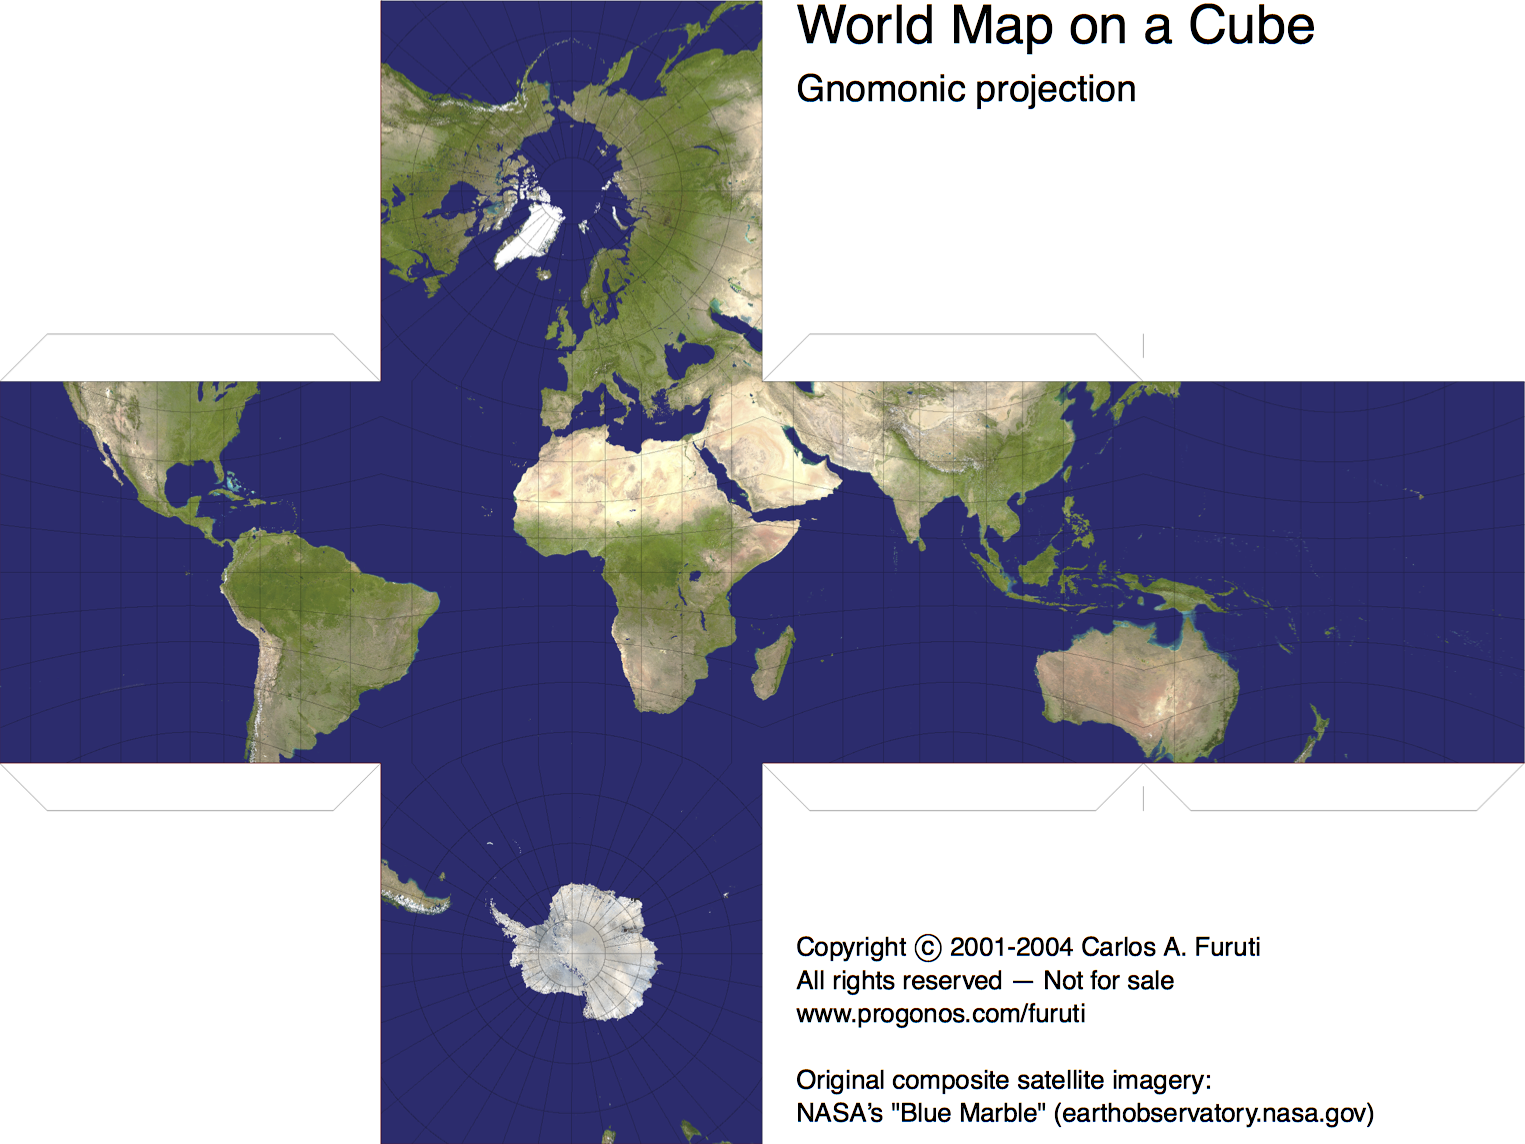 World Map on a Cube
Gnomonic projection
Copyright © 2001-2004 Carlos A. Furuti
All rights reserved — Not for sale
www.progonos.com/furuti
Original composite satellite imagery:
NASA's "Blue Marble" (earthobservatory.nasa.gov)